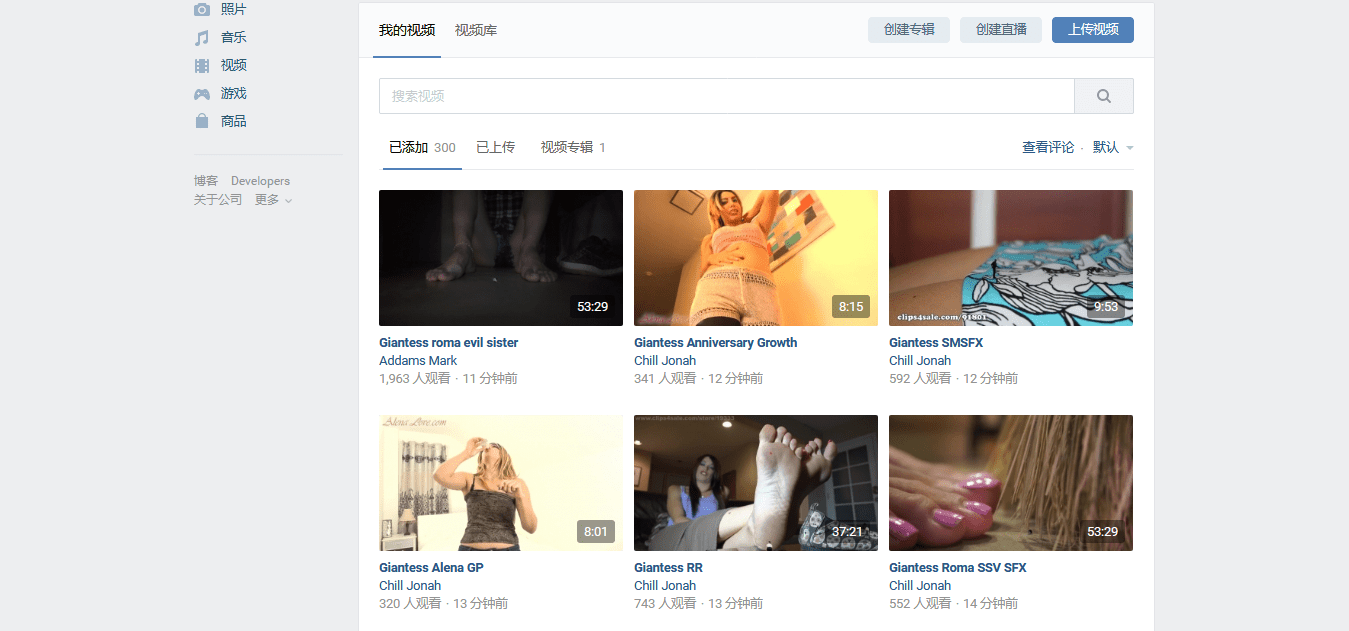 照片
音乐
视频
游戏
商品
博客 Developers
关于公司 更多
我的视频 视频库 创建专辑 创建直播 上传视频
搜索视频
已添加 300 已上传 视频专辑 1 查看评论 · 默认
53:29 8:15 9:53
clips4sale.com/91801
Giantess roma evil sister
Addams Mark
1,963 人观看 · 11 分钟前
Giantess Anniversary Growth
Chill Jonah
341 人观看 · 12 分钟前
Giantess SMSFX
Chill Jonah
592 人观看 · 12 分钟前
Alena Love.com
8:01 37:21 53:29
Giantess Alena GP
Chill Jonah
320 人观看 · 13 分钟前
Giantess RR
Chill Jonah
743 人观看 · 13 分钟前
Giantess Roma SSV SFX
Chill Jonah
552 人观看 · 14 分钟前